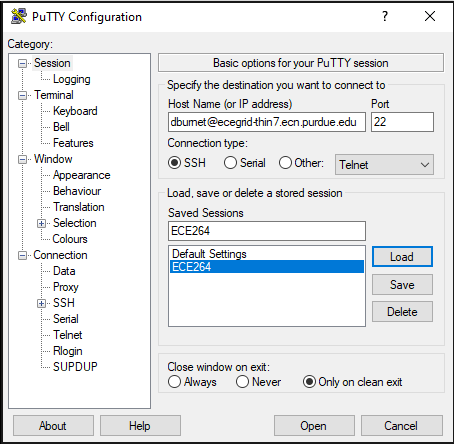 PuTTY Configuration
?
Category:
Session
Logging
Terminal
Keyboard
Bell
Features
Window
Appearance
Behaviour
Translation
Selection
Colours
Connection
Data
Proxy
SSH
Serial
Telnet
Rlogin
SUPDUP
Basic options for your PuTTY session
Specify the destination you want to connect to
Host Name (or IP address) Port
dburnet@ecegrid-thin7.ecn.purdue.edu 22
Connection type:
SSH Serial Other: Telnet
Load, save or delete a stored session
Saved Sessions
ECE264
Default Settings
ECE264
Load
Save
Delete
Close window on exit:
Always Never Only on clean exit
About Help Open Cancel